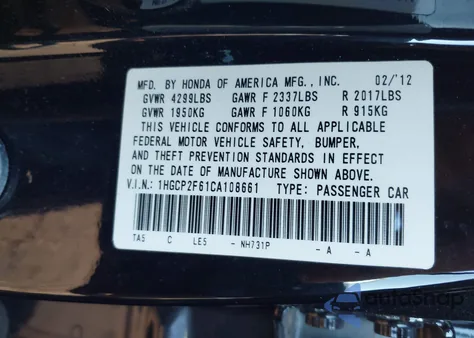 MFD. BY HONDA OF AMERICA MFG., INC. 02/'12
GVWR 4299LBS GAWR F 2337LBS R 2017LBS
GVWR 1950KG GAWR F 1060KG R 915KG
THIS VEHICLE CONFORMS TO ALL APPLICABLE
FEDERAL MOTOR VEHICLE SAFETY, BUMPER,
AND THEFT PREVENTION STANDARDS IN EFFECT
ON THE DATE OF MANUFACTURE SHOWN ABOVE.
V.I.N.: 1HGCP2F61CA108661 TYPE: PASSENGER CAR
TA5 C LE5 - NH731P - A - A
autoSnap